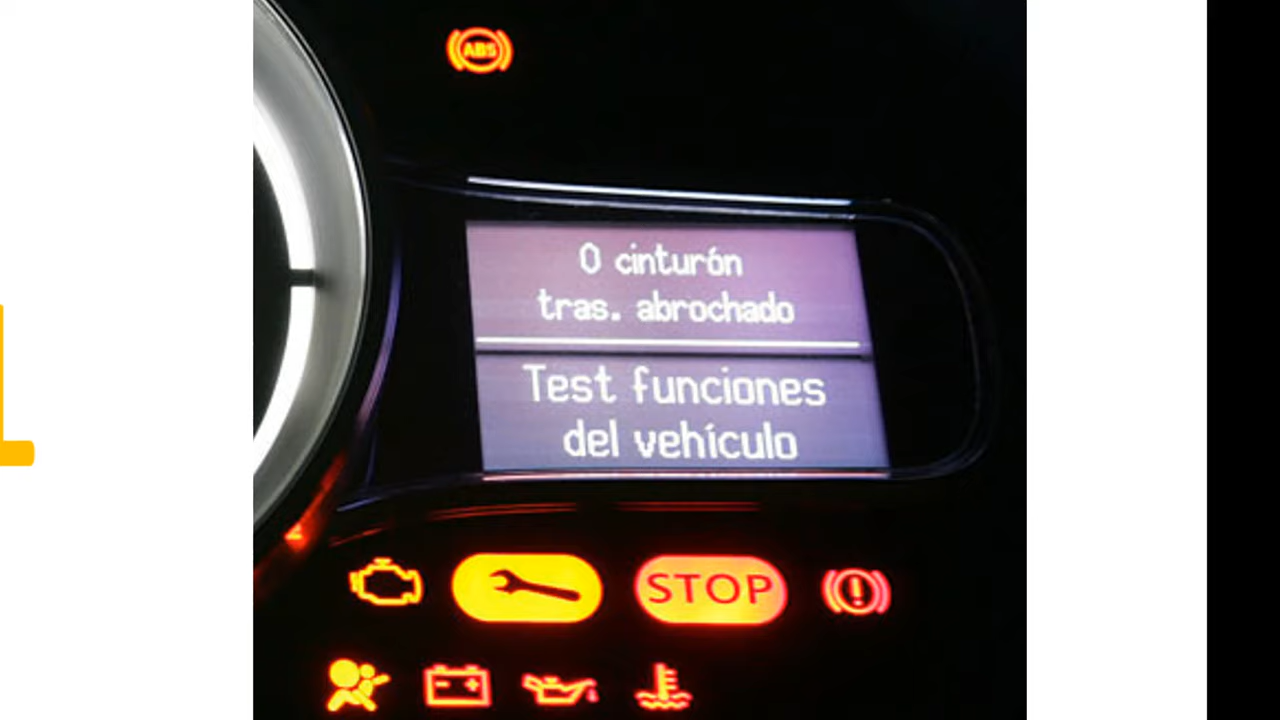 ABS
0 cinturón
tras. abrochado
Test funciones
del vehículo
STOP